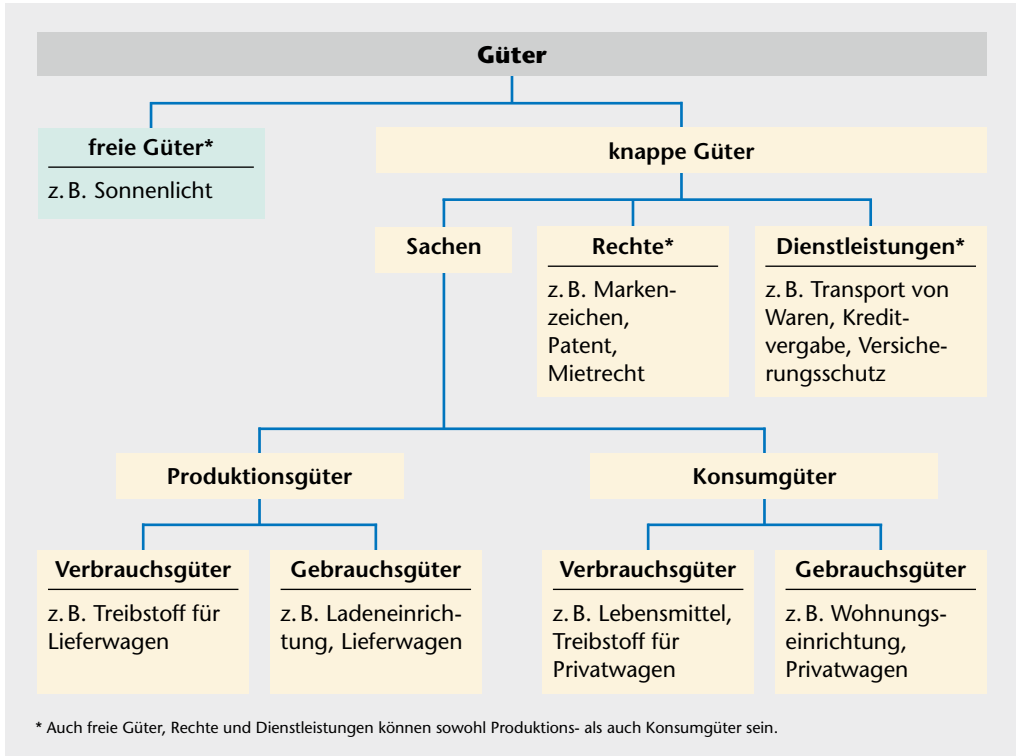 Güter
freie Güter*
z. B. Sonnenlicht
knappe Güter
Sachen
Rechte*
z. B. Marken-
zeichen,
Patent,
Mietrecht
Dienstleistungen*
z. B. Transport von
Waren, Kredit-
vergabe, Versiche-
rungsschutz
Produktionsgüter
Konsumgüter
Verbrauchsgüter
z. B. Treibstoff für
Lieferwagen
Gebrauchsgüter
z. B. Ladeneinrich-
tung, Lieferwagen
Verbrauchsgüter
z. B. Lebensmittel,
Treibstoff für
Privatwagen
Gebrauchsgüter
z. B. Wohnungs-
einrichtung,
Privatwagen
* Auch freie Güter, Rechte und Dienstleistungen können sowohl Produktions- als auch Konsumgüter sein.